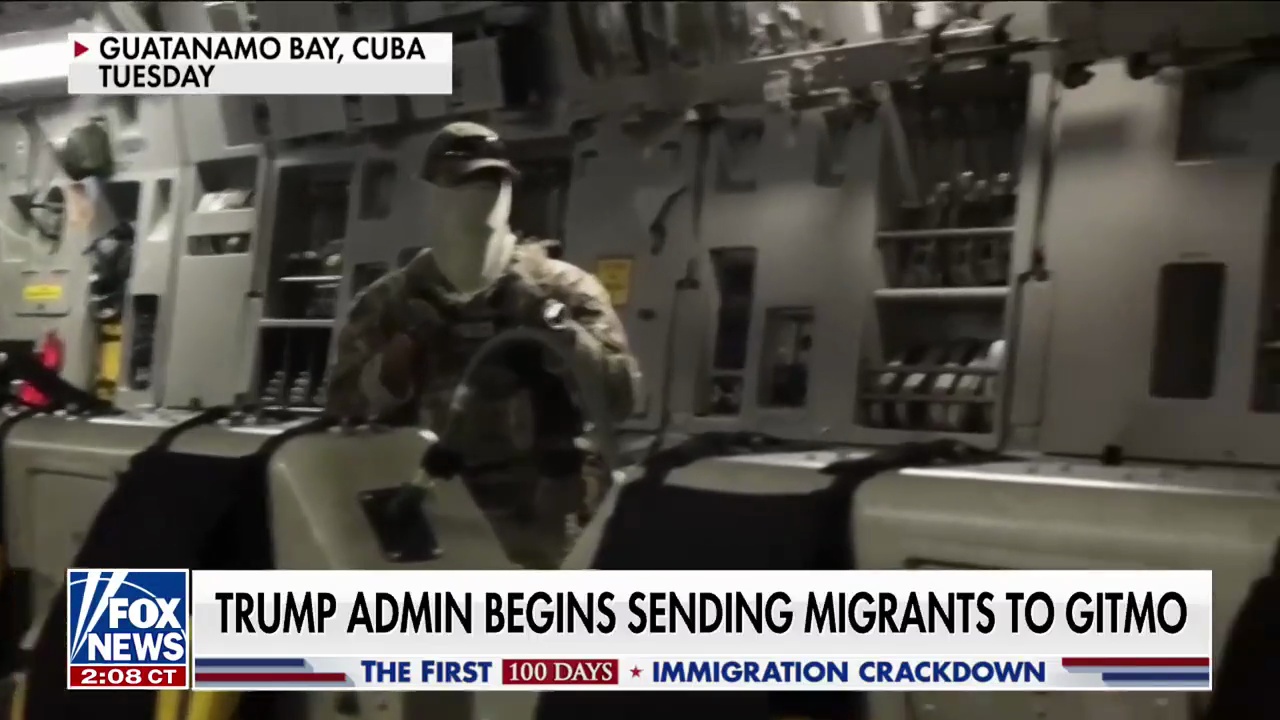 GUATANAMO BAY, CUBA
TUESDAY
FOX
NEWS
2:08 CT
TRUMP ADMIN BEGINS SENDING MIGRANTS TO GITMO
THE FIRST 100 DAYS IMMIGRATION CRACKDOWN